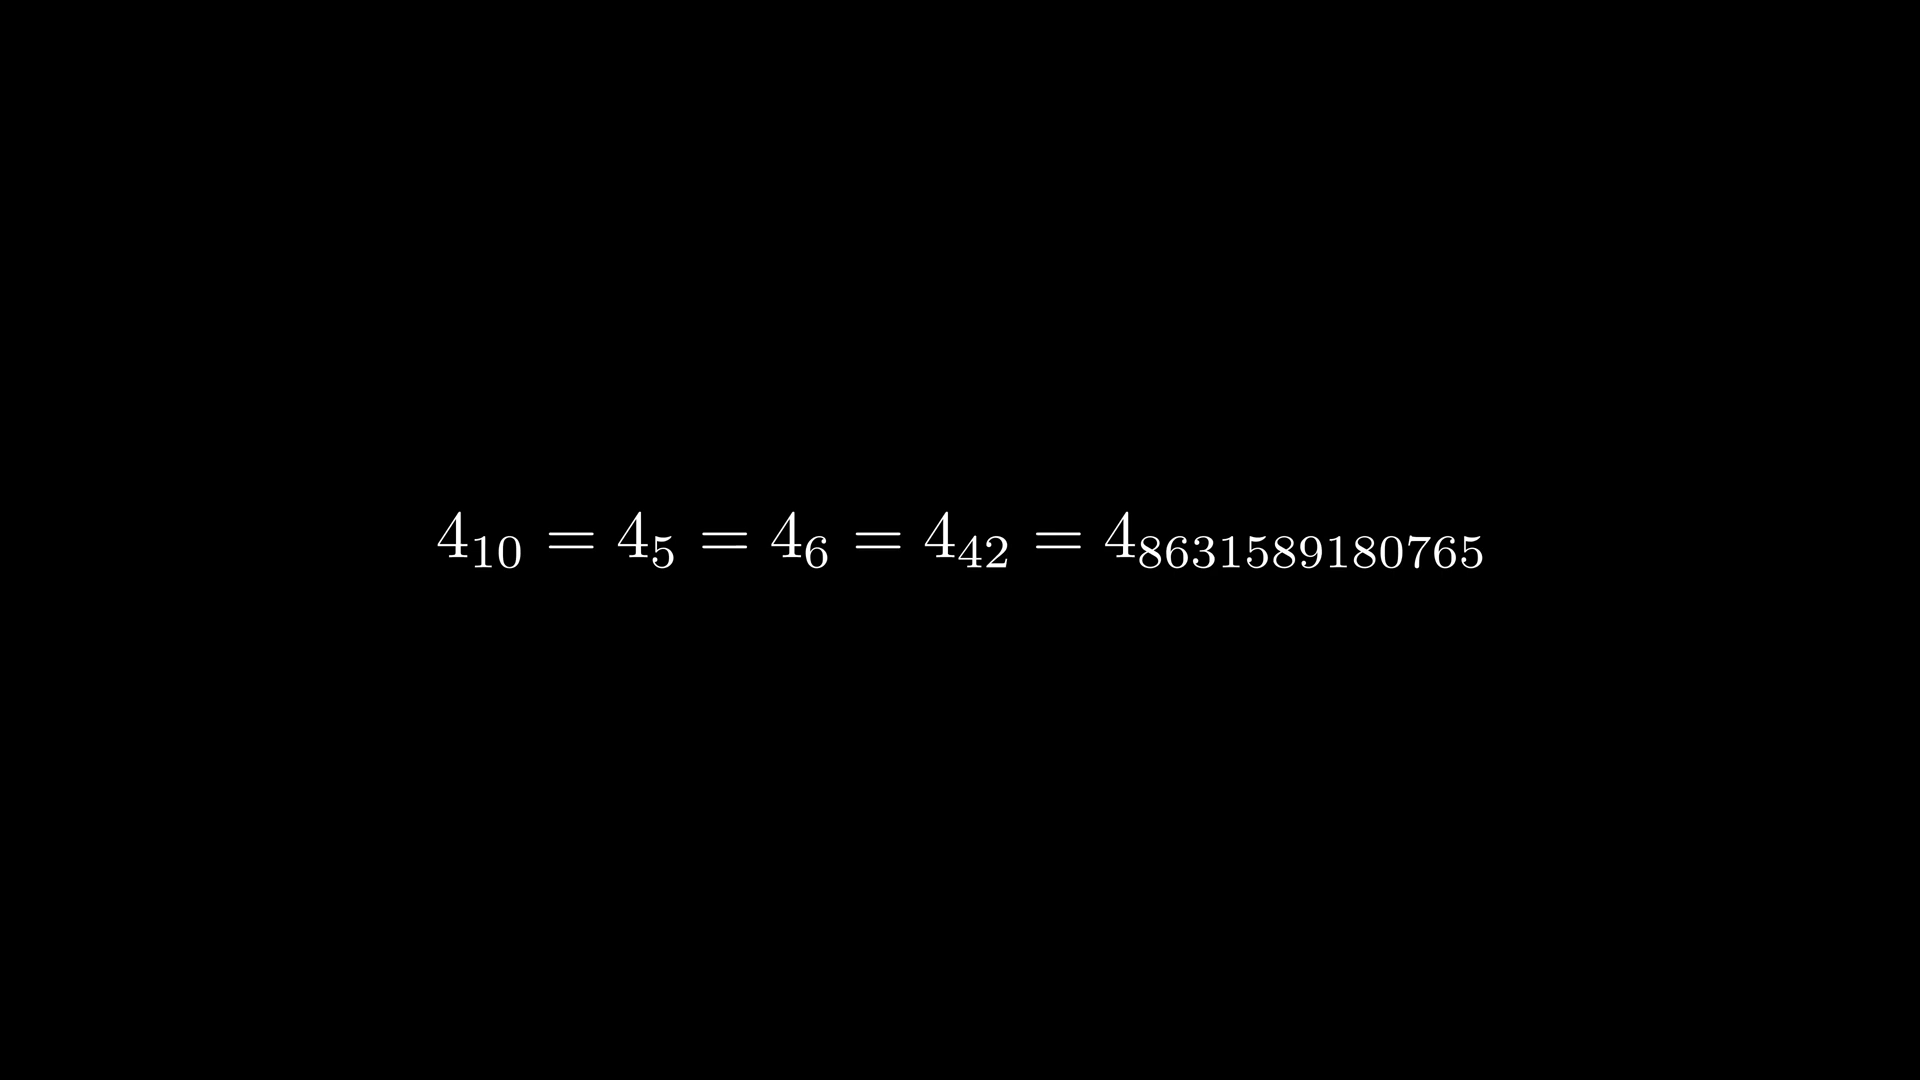 4₁₀ = 4₅ = 4₆ = 4₄₂ = 4₈₆₃₁₅₈₉₁₈₀₇₆₅